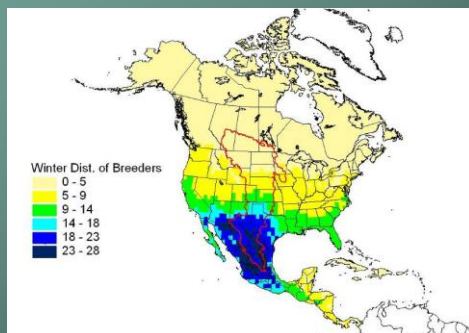 Winter Dist. of Breeders
0 - 5
5 - 9
9 - 14
14 - 18
18 - 23
23 - 28